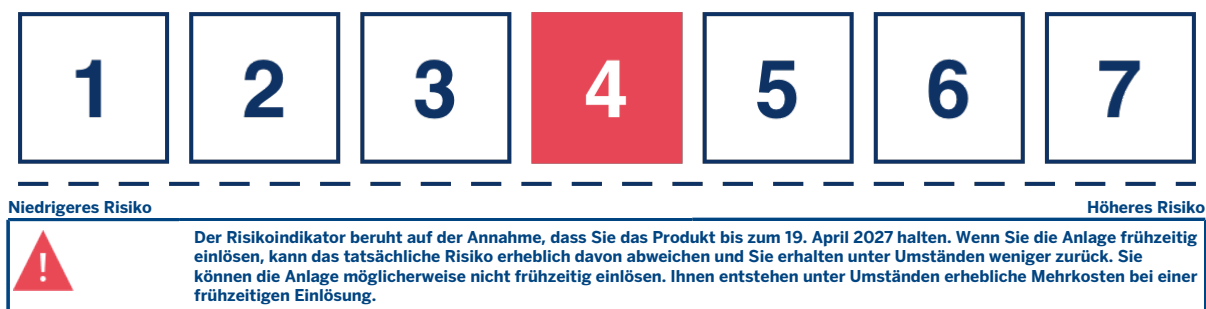 1 2 3 4 5 6 7
Niedrigeres Risiko Höheres Risiko
!
Der Risikoindikator beruht auf der Annahme, dass Sie das Produkt bis zum 19. April 2027 halten. Wenn Sie die Anlage frühzeitig
einlösen, kann das tatsächliche Risiko erheblich davon abweichen und Sie erhalten unter Umständen weniger zurück. Sie
können die Anlage möglicherweise nicht frühzeitig einlösen. Ihnen entstehen unter Umständen erhebliche Mehrkosten bei einer
frühzeitigen Einlösung.